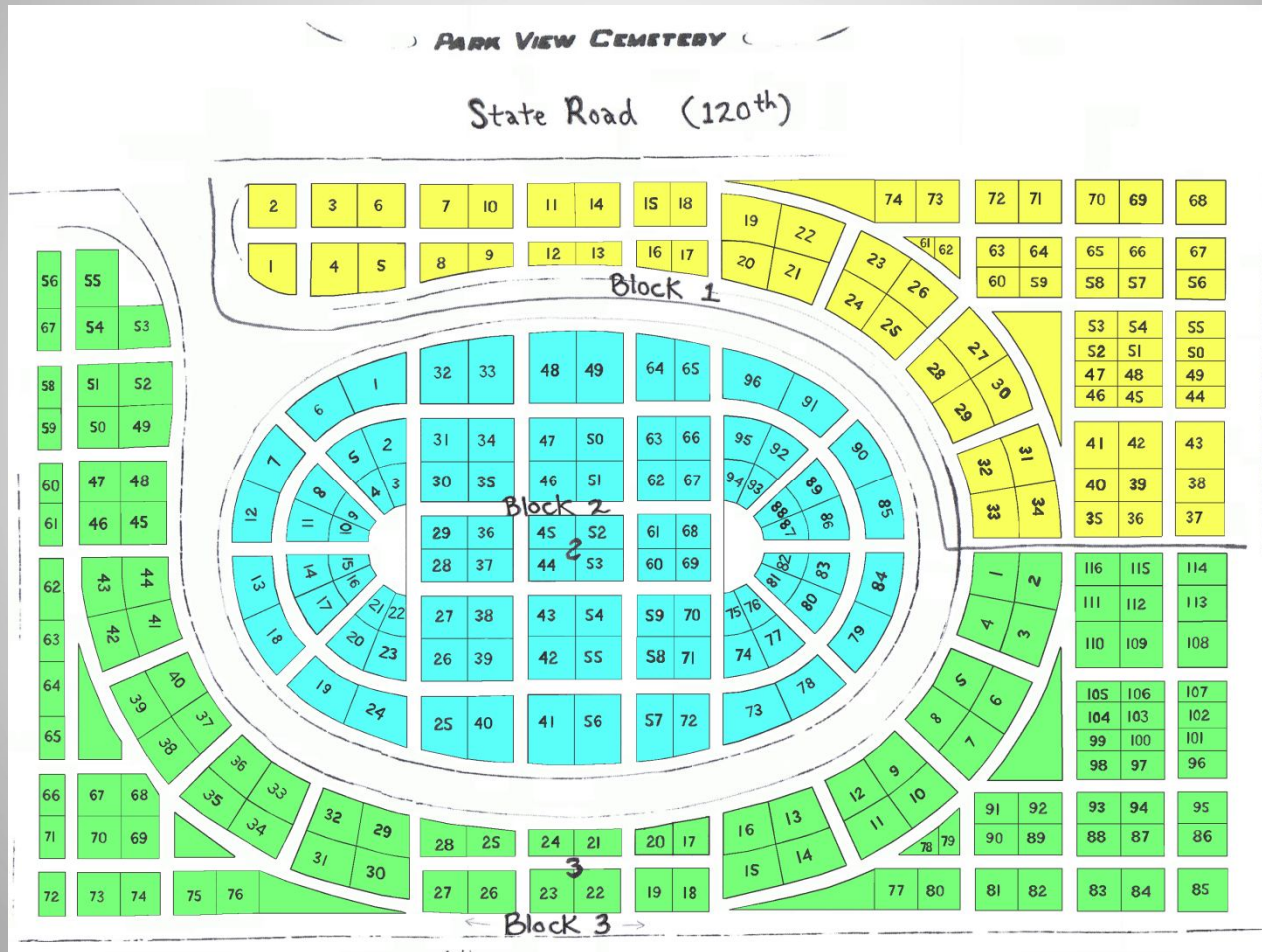 PARK VIEW CEMETERY
State Road (120th)
2 3 6 7 10 11 14 15 18 19 22 74 73 72 71 70 69 68
1 4 5 8 9 12 13 16 17 20 21 23 26 61 62 63 64 65 66 67
24 25 60 59 58 57 56
Block 1
56 55
67 54 53
27 30 53 54 55
28 29 52 51 50
47 48 49
46 45 44
58 51 52
59 50 49
6 1 32 33 48 49 64 65 96 91
31 32 41 42 43
33 34 40 39 38
35 36 37
7 5 2 31 34 47 50 63 66 95 92 90
12 8 4 3 30 35 46 51 62 67 94 93 89 85
11 9 10 88 87 86
60 47 48
61 46 45
Block 2
29 36 45 52 61 68
2
28 37 44 53 60 69
13 14 15 16 82 81 83 84
18 17 21 22 27 38 43 54 59 70 75 76 80 79
20 23 26 39 42 55 58 71 74 77
19 24 25 40 41 56 57 72 73 78
62 43 44
63 42 41
64 39 40
65 38 37
1 2 116 115 114
4 3 111 112 113
110 109 108
5 6 105 106 107
8 7 104 103 102
99 100 101
98 97 96
36 33
35 34
32 29
31 30
12 9
11 10
16 13
15 14
66 67 68
71 70 69
28 25 24 21 20 17 78 79
91 92 93 94 95
90 89 88 87 86
3
72 73 74 75 76 27 26 23 22 19 18 77 80 81 82 83 84 85
← Block 3 →